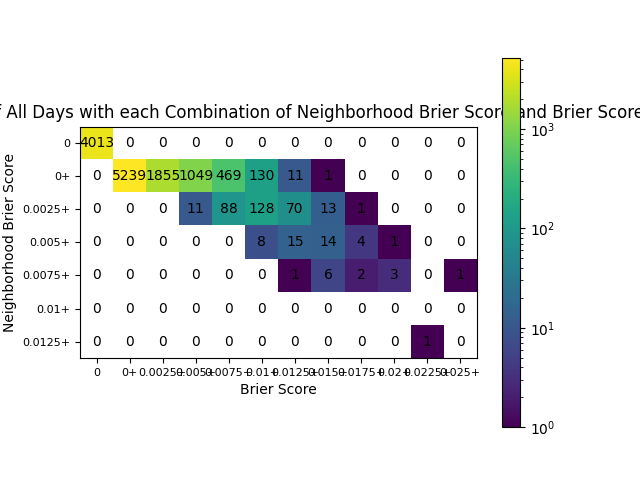 All Days with each Combination of Neighborhood Brier Score and Brier Score
Neighborhood Brier Score
0 4013 0 0 0 0 0 0 0 0 0 0 0
0+ 0 5239 1855 1049 469 130 11 1 0 0 0 0
0.0025+ 0 0 0 11 88 128 70 13 1 0 0 0
0.005+ 0 0 0 0 0 8 15 14 4 1 0 0
0.0075+ 0 0 0 0 0 0 1 6 2 3 0 1
0.01+ 0 0 0 0 0 0 0 0 0 0 0 0
0.0125+ 0 0 0 0 0 0 0 0 0 0 1 0
0 0+ 0.0025+ 0.005+ 0.0075+ 0.01+ 0.0125+ 0.015+ 0.0175+ 0.02+ 0.0225+ 0.025+
Brier Score
10³
10²
10¹
10⁰